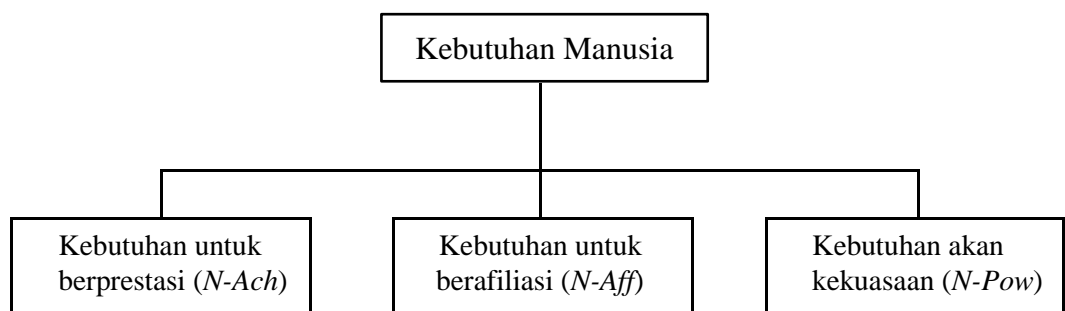 Kebutuhan Manusia
Kebutuhan untuk
berprestasi (N-Ach)
Kebutuhan untuk
berafiliasi (N-Aff)
Kebutuhan akan
kekuasaan (N-Pow)